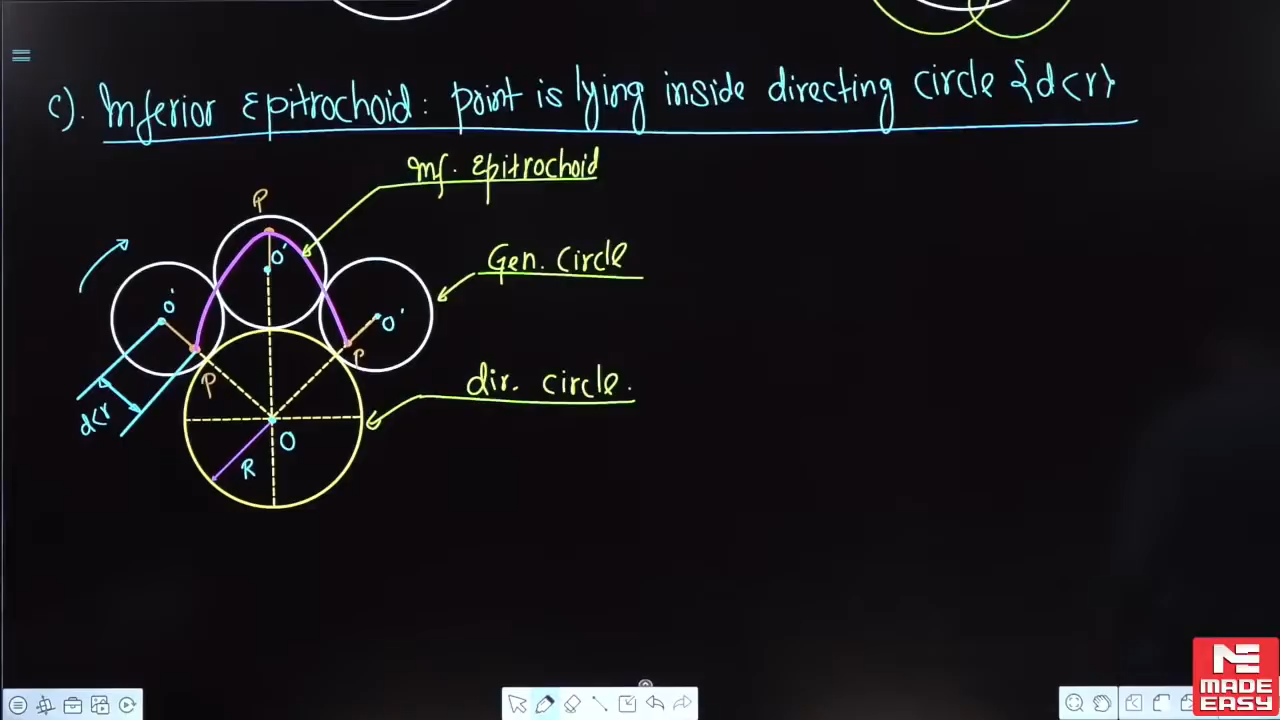 c). Inferior Epitrochoid: point is lying inside directing circle {d<r}
Inf. Epitrochoid
P
O'
Gen. Circle
O'
O'
P
P
dir. circle.
d<r
O
R
MADE
EASY